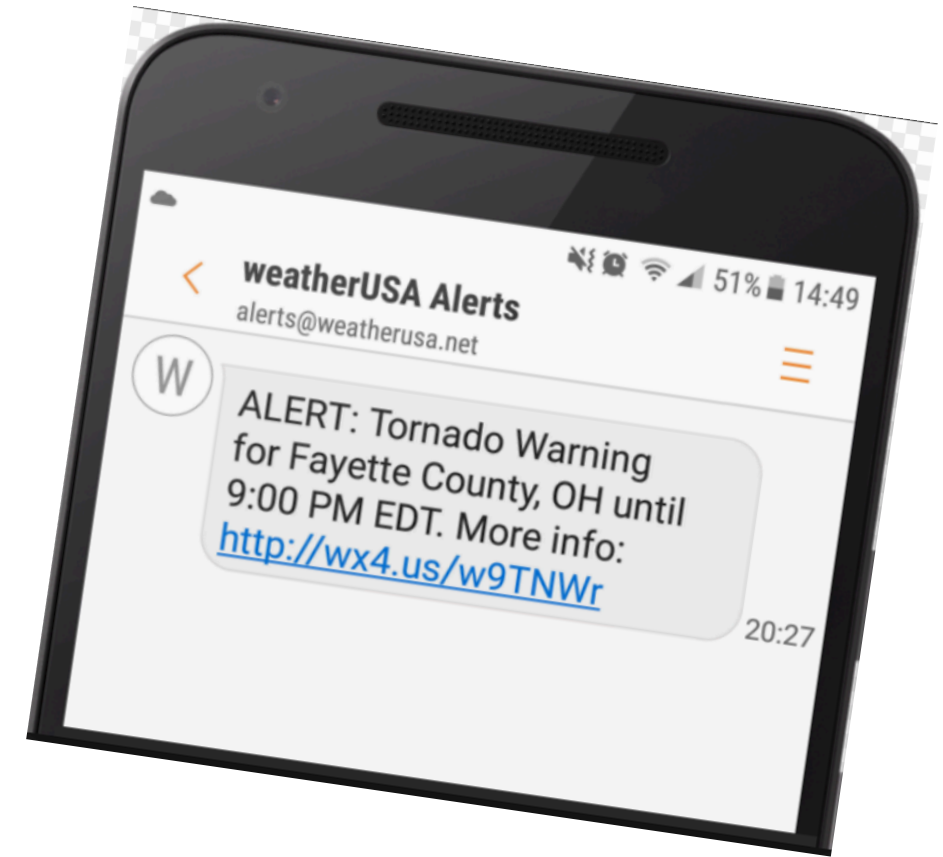 51% 14:49
weatherUSA Alerts
alerts@weatherusa.net
W
ALERT: Tornado Warning
for Fayette County, OH until
9:00 PM EDT. More info:
http://wx4.us/w9TNWr
20:27